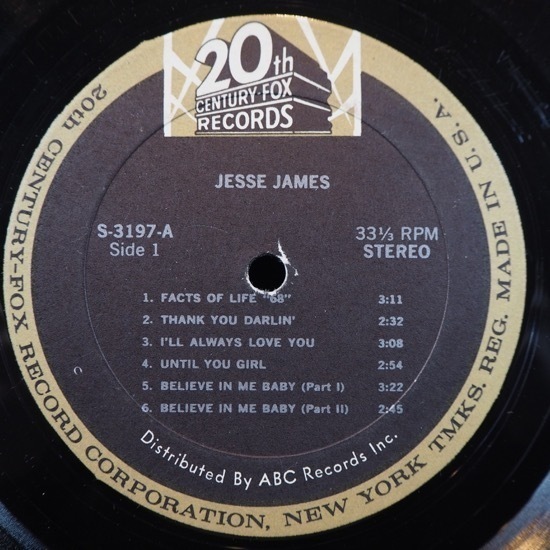 20th
CENTURY-FOX
RECORDS
JESSE JAMES
S-3197-A
Side 1
33⅓ RPM
STEREO
1. FACTS OF LIFE "68" 3:11
2. THANK YOU DARLIN' 2:32
3. I'LL ALWAYS LOVE YOU 3:08
4. UNTIL YOU GIRL 2:54
5. BELIEVE IN ME BABY (Part I) 3:22
6. BELIEVE IN ME BABY (Part II) 2:45
Distributed By ABC Records Inc.
20th CENTURY-FOX RECORD CORPORATION, NEW YORK TMKS. REG. MADE IN U.S.A.